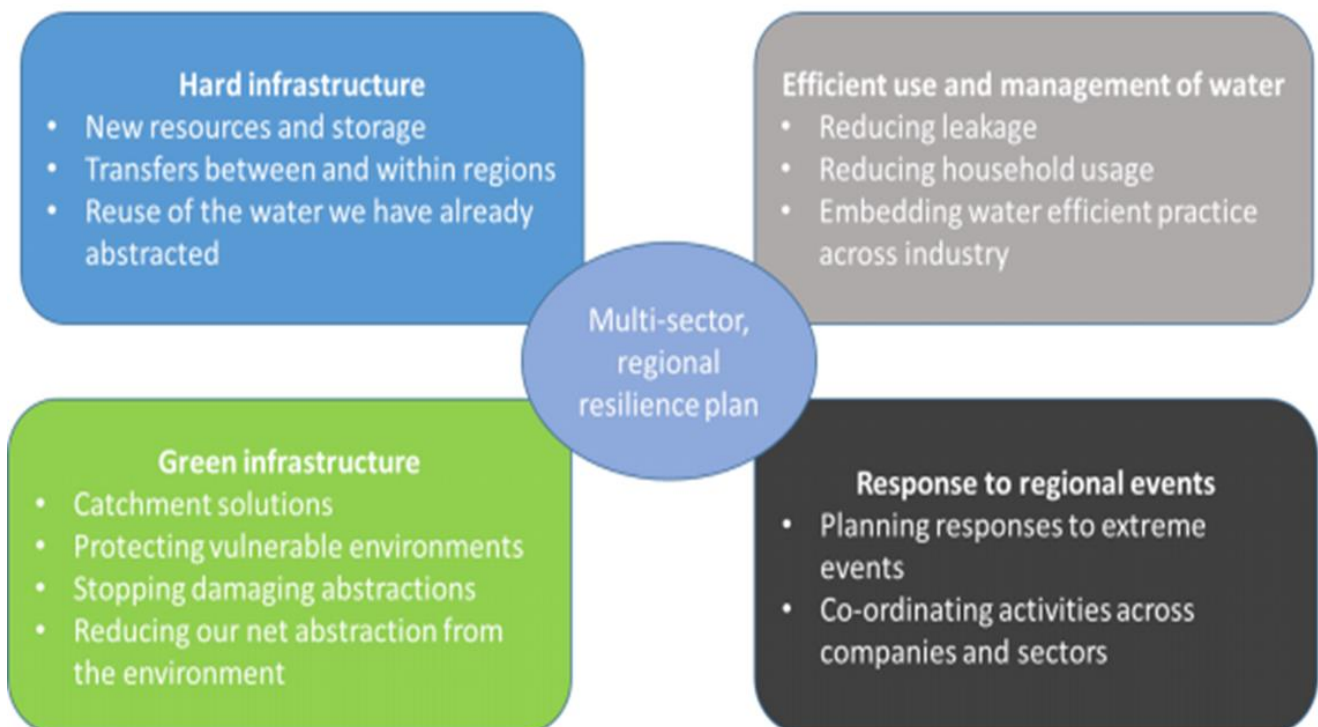 Hard infrastructure
• New resources and storage
• Transfers between and within regions
• Reuse of the water we have already
abstracted
Efficient use and management of water
• Reducing leakage
• Reducing household usage
• Embedding water efficient practice
across industry
Multi-sector,
regional
resilience plan
Green infrastructure
• Catchment solutions
• Protecting vulnerable environments
• Stopping damaging abstractions
• Reducing our net abstraction from
the environment
Response to regional events
• Planning responses to extreme
events
• Co-ordinating activities across
companies and sectors